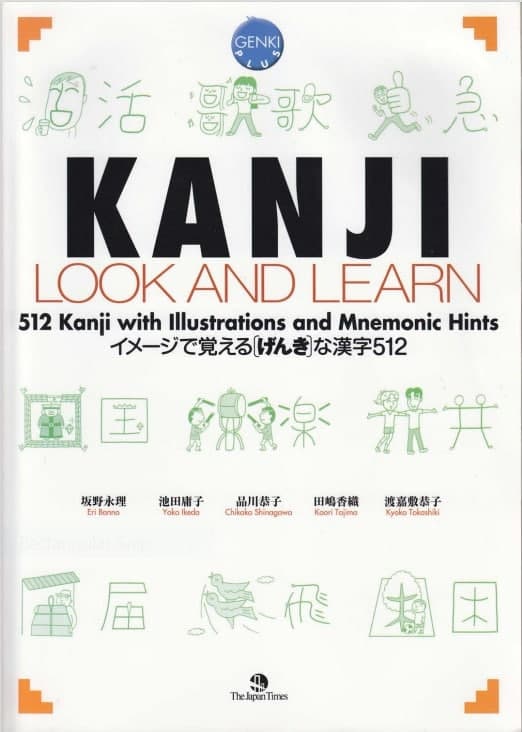 GENKI
PLUS
活 歌 急
KANJI
LOOK AND LEARN
512 Kanji with Illustrations and Mnemonic Hints
イメージで覚える[げんき]な漢字512
国 楽 共
坂野永理 池田庸子 品川恭子 田嶋香織 渡嘉敷恭子
Eri Banno Yoko Ikeda Chikako Shinagawa Kaori Tajima Kyoko Tokashiki
届 飛 困
The Japan Times